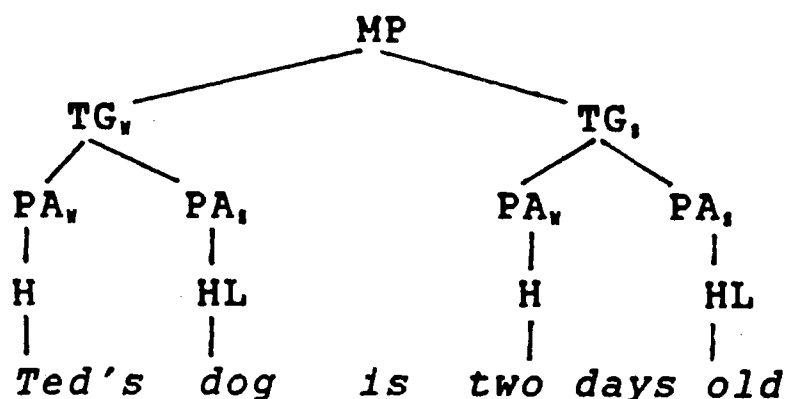 MP
TGw TGs
PAw PAs PAw PAs
H HL H HL
Ted's dog is two days old